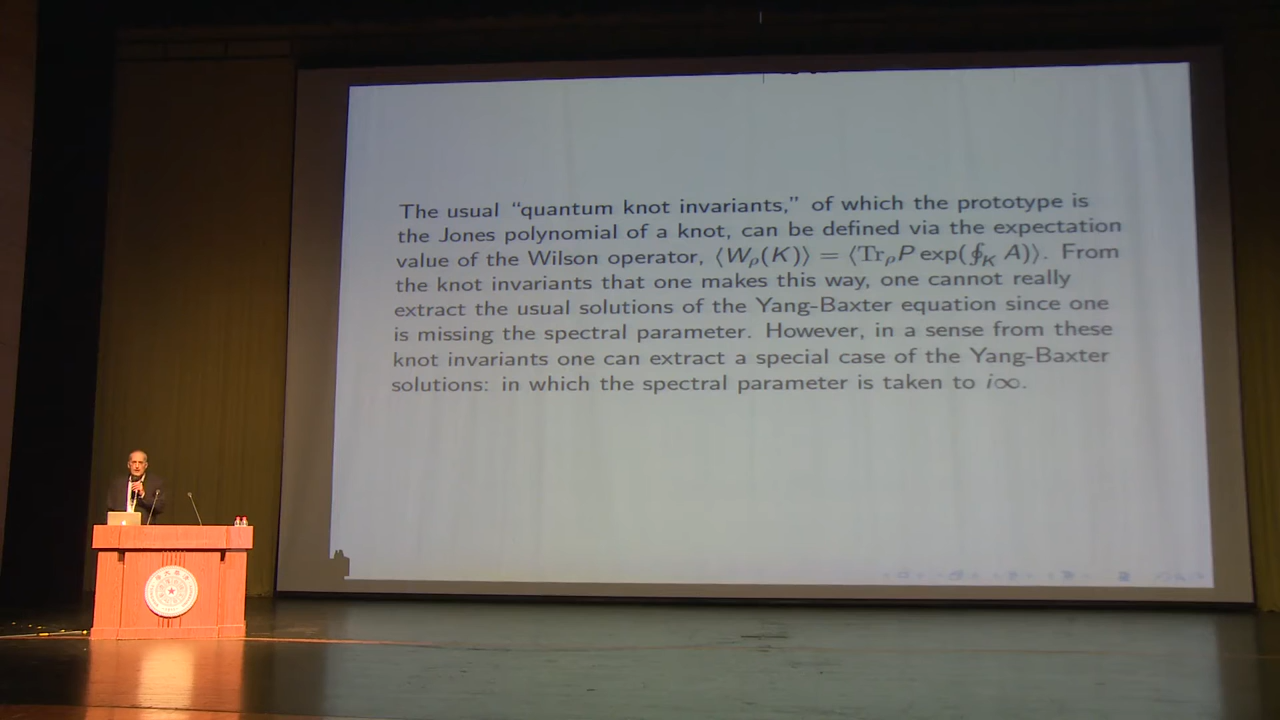 The usual “quantum knot invariants,” of which the prototype is
the Jones polynomial of a knot, can be defined via the expectation
value of the Wilson operator, ⟨W_ρ(K)⟩ = ⟨Tr_ρ P exp(∮_K A)⟩. From
the knot invariants that one makes this way, one cannot really
extract the usual solutions of the Yang-Baxter equation since one
is missing the spectral parameter. However, in a sense from these
knot invariants one can extract a special case of the Yang-Baxter
solutions: in which the spectral parameter is taken to i∞.